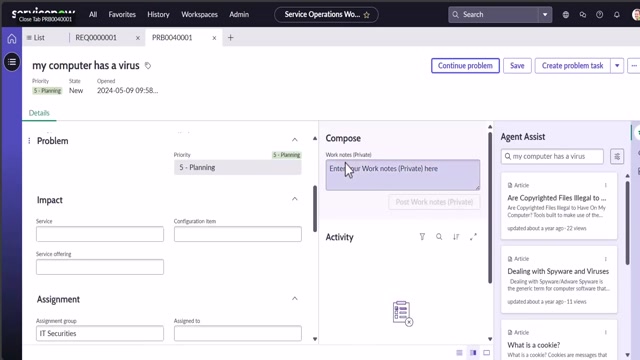 servicenow
All Favorites History Workspaces Admin
Service Operations Wo...
Search
Close Tab PRB0040001
List
REQ0000001
PRB0040001
my computer has a virus
Continue problem
Save
Create problem task
Priority State Opened
5 - Planning New 2024-05-09 09:58...
Details
Problem
Priority
5 - Planning
5 - Planning
Impact
Service
Configuration item
Service offering
Assignment
Assignment group
Assigned to
IT Securities
Compose
Work notes (Private)
Enter your Work notes (Private) here
Post Work notes (Private)
Activity
Agent Assist
my computer has a virus
Article
Are Copyrighted Files Illegal to ...
Are Copyrighted Files Illegal to Have On My
Computer? Tools built to make use of the...
updated about a year ago • 22 views
Article
Dealing with Spyware and Viruses
Dealing with Spyware/Adware Spyware is
the generic term for computer software that...
updated about a year ago • 11 views
Article
What is a cookie?
What is a Cookie? Cookies are messages that